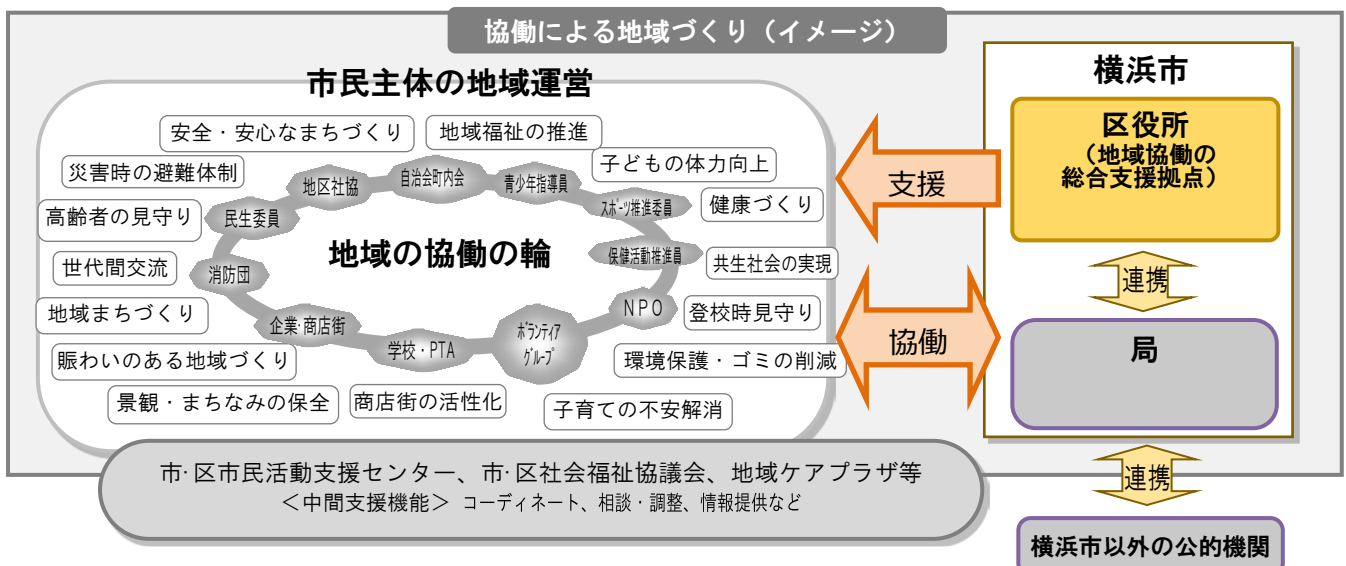 協働による地域づくり（イメージ）
市民主体の地域運営
安全・安心なまちづくり
地域福祉の推進
災害時の避難体制
子どもの体力向上
高齢者の見守り
健康づくり
世代間交流
共生社会の実現
地域まちづくり
登校時見守り
賑わいのある地域づくり
環境保護・ゴミの削減
景観・まちなみの保全
商店街の活性化
子育ての不安解消
地域の協働の輪
自治会町内会
青少年指導員
スポーツ推進委員
保健活動推進員
NPO
ボランティア
グループ
学校・PTA
企業・商店街
消防団
民生委員
地区社協
支援
協働
横浜市
区役所
（地域協働の
総合支援拠点）
連携
局
連携
横浜市以外の公的機関
市・区市民活動支援センター、市・区社会福祉協議会、地域ケアプラザ等
＜中間支援機能＞ コーディネート、相談・調整、情報提供など